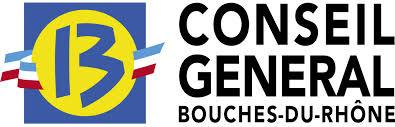 13
CONSEIL
GENERAL
BOUCHES-DU-RHÔNE